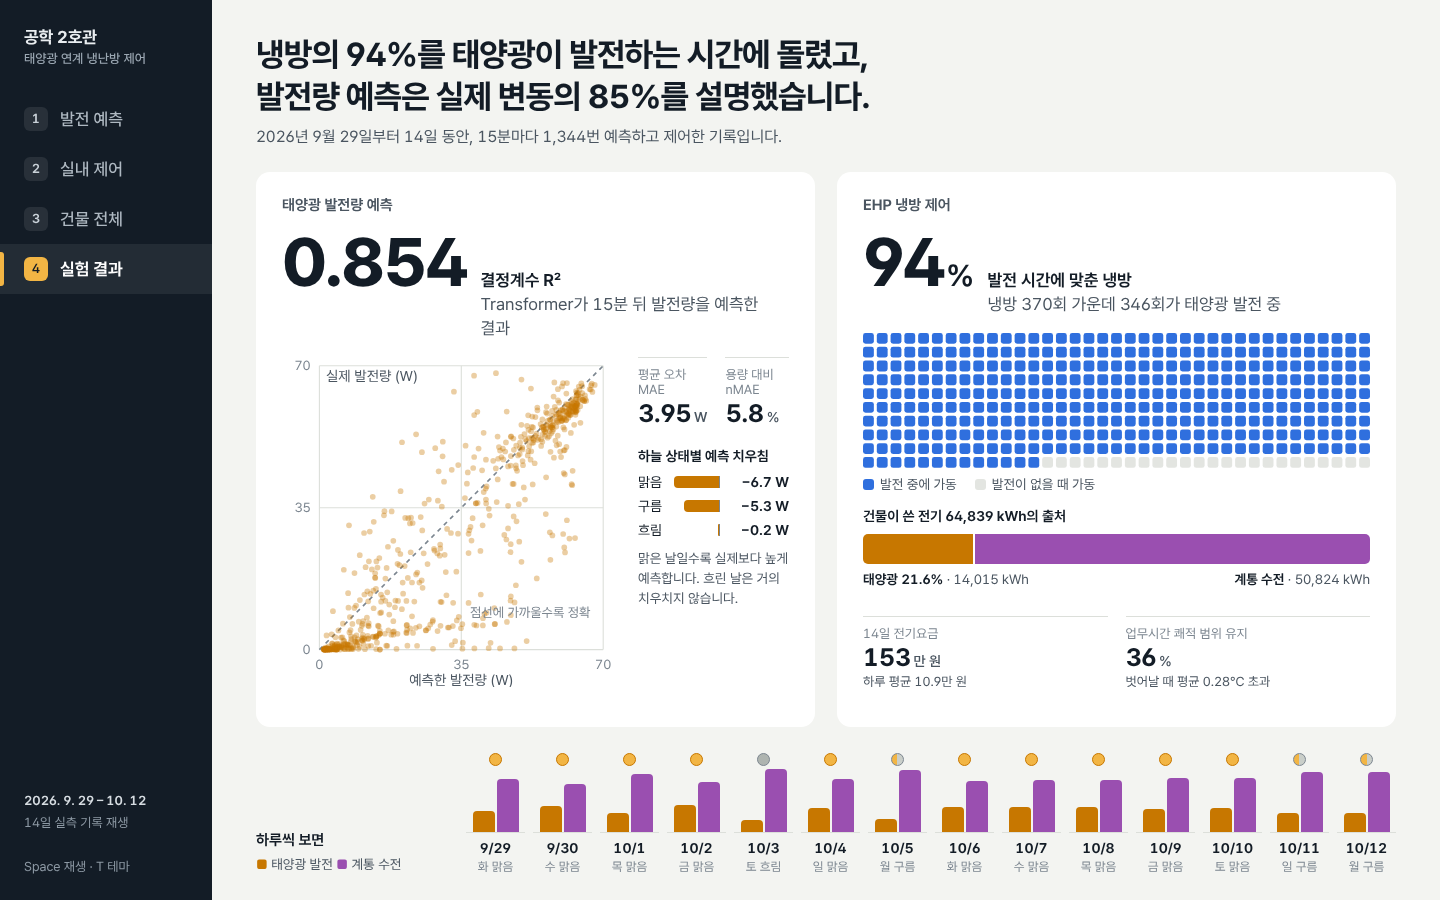 공학 2호관
태양광 연계 냉난방 제어
1 발전 예측
2 실내 제어
3 건물 전체
4 실험 결과
2026. 9. 29 – 10. 12
14일 실측 기록 재생
Space 재생 · T 테마
냉방의 94%를 태양광이 발전하는 시간에 돌렸고,
발전량 예측은 실제 변동의 85%를 설명했습니다.
2026년 9월 29일부터 14일 동안, 15분마다 1,344번 예측하고 제어한 기록입니다.
태양광 발전량 예측
0.854 결정계수 R²
Transformer가 15분 뒤 발전량을 예측한
결과
70
실제 발전량 (W)
35
점선에 가까울수록 정확
0
0 35 70
예측한 발전량 (W)
평균 오차
MAE
3.95 W
용량 대비
nMAE
5.8 %
하늘 상태별 예측 치우침
맑음 −6.7 W
구름 −5.3 W
흐림 −0.2 W
맑은 날일수록 실제보다 높게
예측합니다. 흐린 날은 거의
치우치지 않습니다.
EHP 냉방 제어
94% 발전 시간에 맞춘 냉방
냉방 370회 가운데 346회가 태양광 발전 중
발전 중에 가동 발전이 없을 때 가동
건물이 쓴 전기 64,839 kWh의 출처
태양광 21.6% · 14,015 kWh 계통 수전 · 50,824 kWh
14일 전기요금
153 만 원
하루 평균 10.9만 원
업무시간 쾌적 범위 유지
36 %
벗어날 때 평균 0.28°C 초과
하루씩 보면
태양광 발전 계통 수전
9/29 9/30 10/1 10/2 10/3 10/4 10/5 10/6 10/7 10/8 10/9 10/10 10/11 10/12
화 맑음 수 맑음 목 맑음 금 맑음 토 흐림 일 맑음 월 구름 화 맑음 수 맑음 목 맑음 금 맑음 토 맑음 일 구름 월 구름